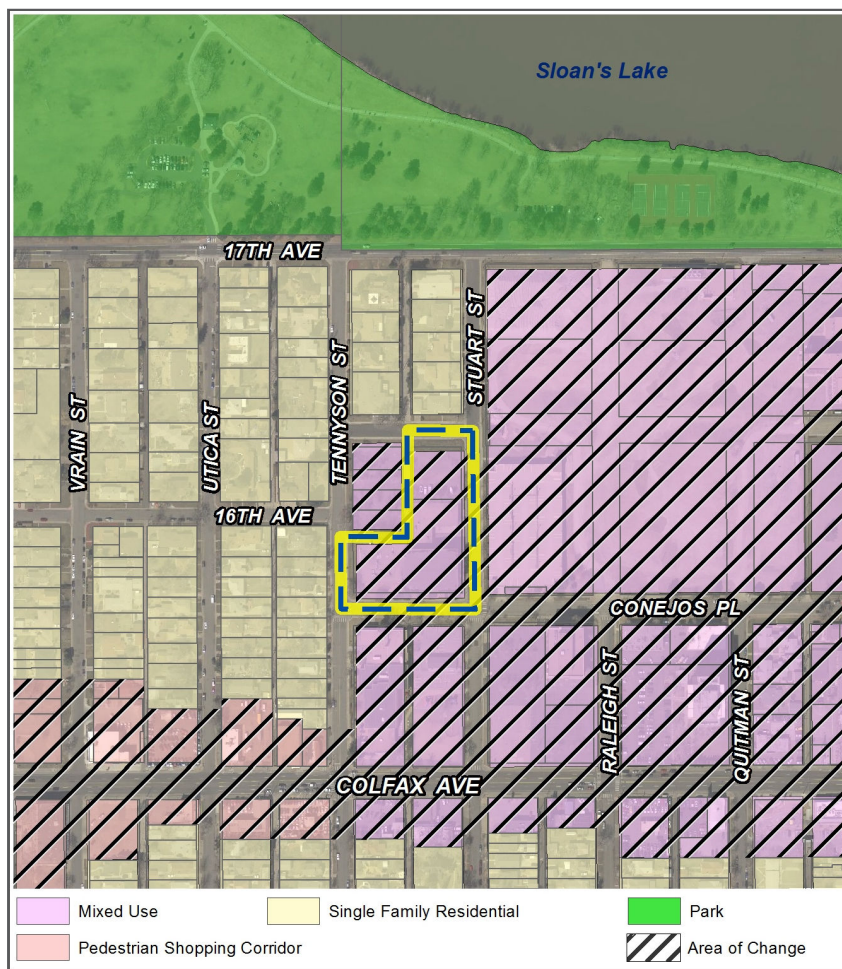 Sloan's Lake
17TH AVE
STUART ST
TENNYSON ST
VRAIN ST
UTICA ST
16TH AVE
CONEJOS PL
RALEIGH ST
QUITMAN ST
COLFAX AVE
Mixed Use
Single Family Residential
Park
Pedestrian Shopping Corridor
Area of Change